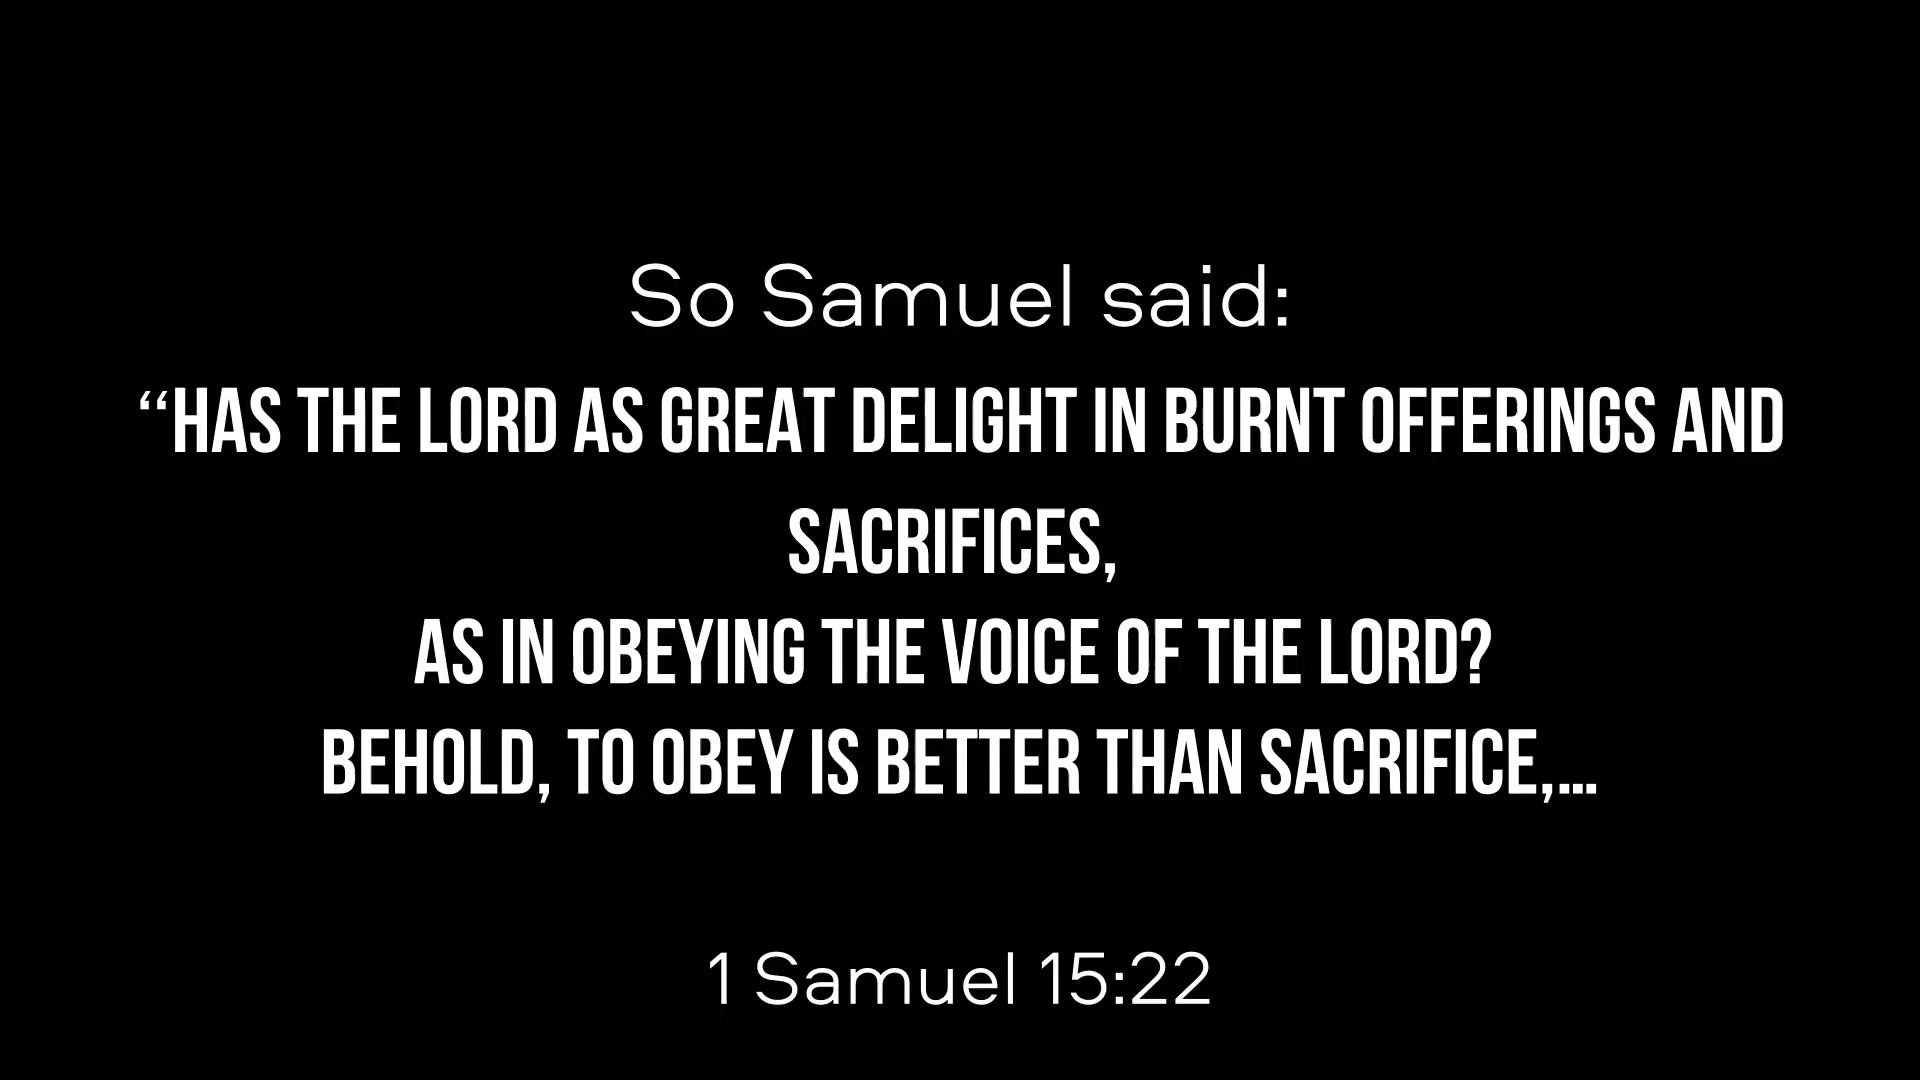 So Samuel said:
“HAS THE LORD AS GREAT DELIGHT IN BURNT OFFERINGS AND
SACRIFICES,
AS IN OBEYING THE VOICE OF THE LORD?
BEHOLD, TO OBEY IS BETTER THAN SACRIFICE,...
1 Samuel 15:22